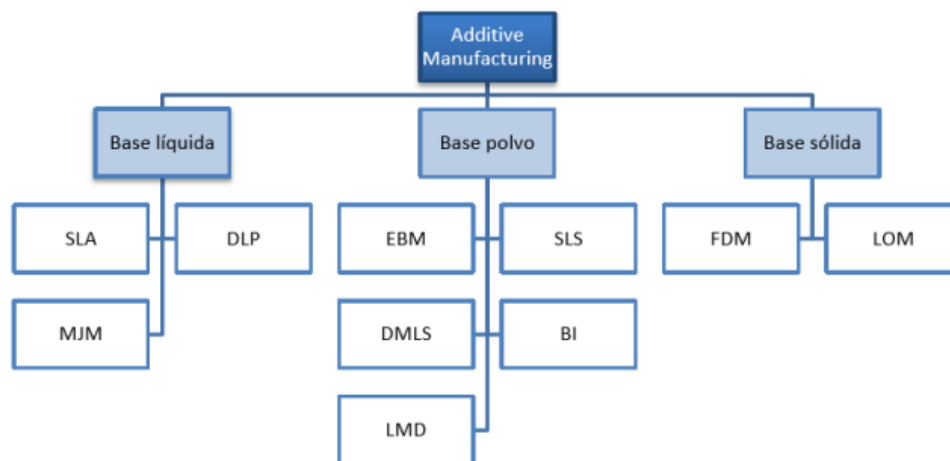 Additive
Manufacturing
Base líquida
Base polvo
Base sólida
SLA
DLP
EBM
SLS
FDM
LOM
MJM
DMLS
BI
LMD